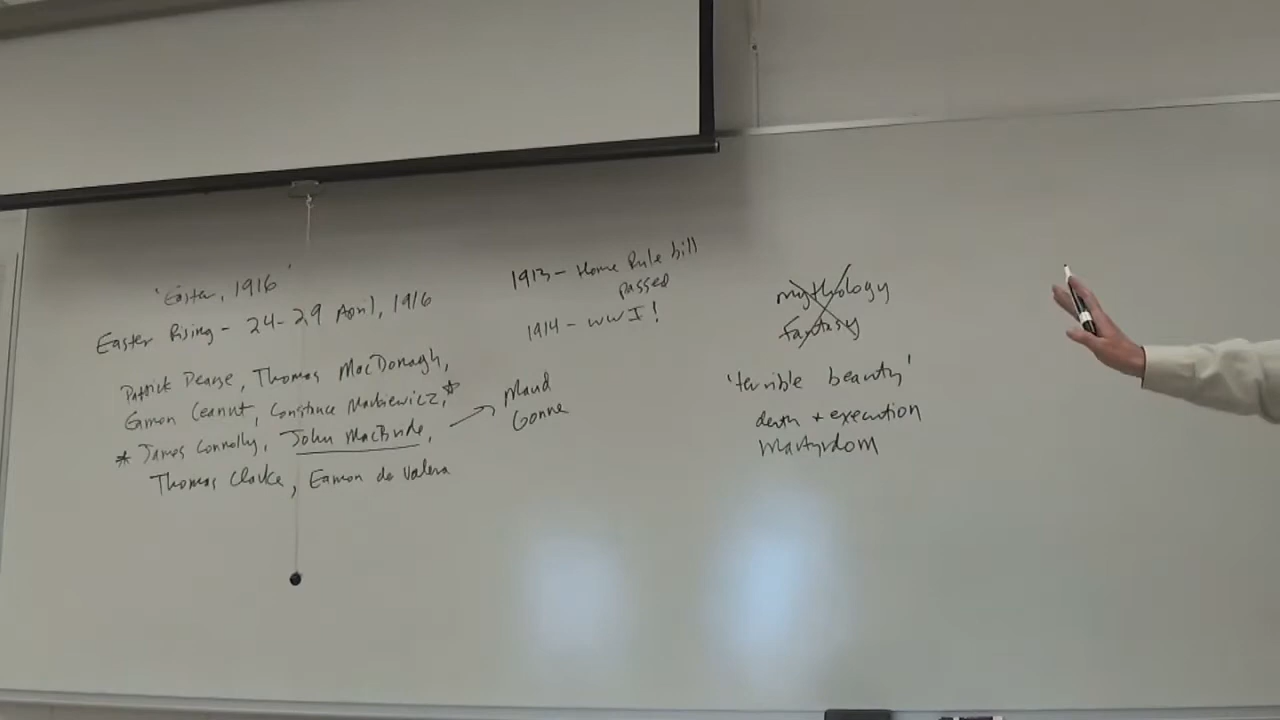 'Easter, 1916'
Easter Rising - 24-29 April, 1916
Patrick Pearse, Thomas MacDonagh,
Eamon Ceannt, Constance Markiewicz,*
* James Connolly, John MacBride,
Thomas Clarke, Eamon de Valera
Maud
Gonne
1913 - Home Rule bill
passed
1914 - WWI!
mythology
fantasy
'terrible beauty'
death + execution
Martyrdom